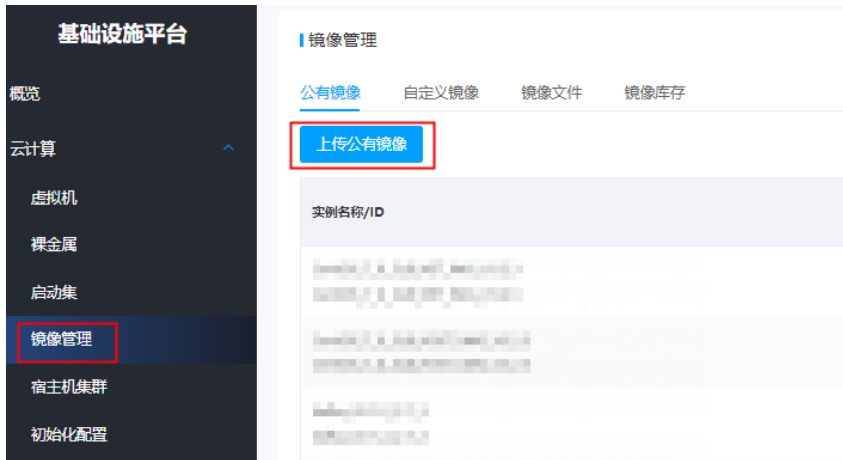 基础设施平台
概览
云计算
虚拟机
裸金属
启动集
镜像管理
宿主机集群
初始化配置
镜像管理
公有镜像 自定义镜像 镜像文件 镜像库存
上传公有镜像
实例名称/ID